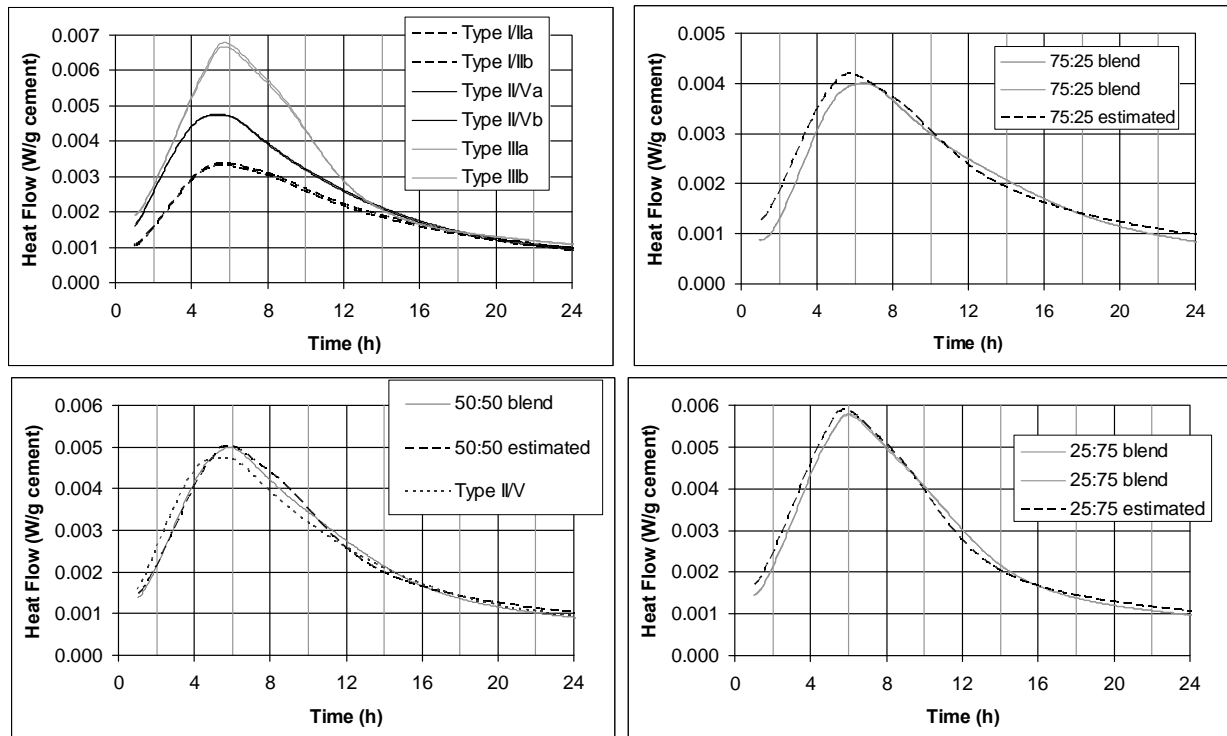 Heat Flow (W/g cement)
0.007
0.006
0.005
0.004
0.003
0.002
0.001
0.000
0 4 8 12 16 20 24
Time (h)
Type I/IIa
Type I/IIb
Type II/Va
Type II/Vb
Type IIIa
Type IIIb
Heat Flow (W/g cement)
0.005
0.004
0.003
0.002
0.001
0.000
0 4 8 12 16 20 24
Time (h)
75:25 blend
75:25 blend
75:25 estimated
Heat Flow (W/g cement)
0.006
0.005
0.004
0.003
0.002
0.001
0.000
0 4 8 12 16 20 24
Time (h)
50:50 blend
50:50 estimated
Type II/V
Heat Flow (W/g cement)
0.006
0.005
0.004
0.003
0.002
0.001
0.000
0 4 8 12 16 20 24
Time (h)
25:75 blend
25:75 blend
25:75 estimated